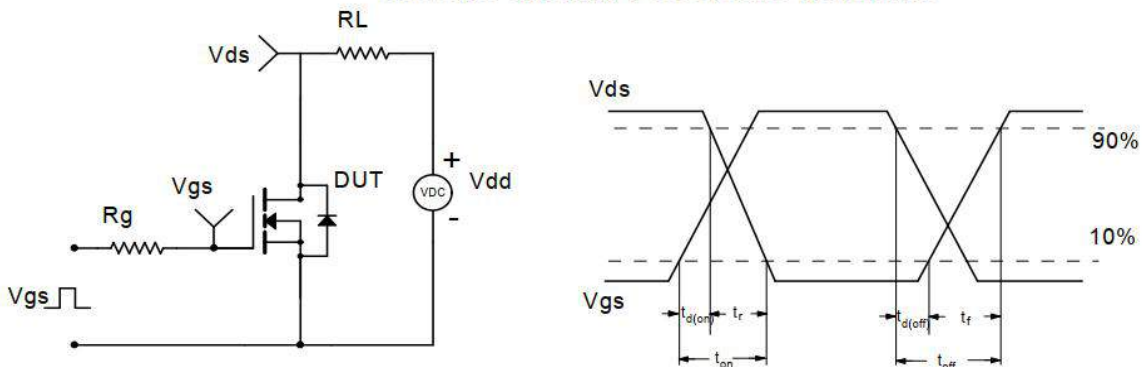 RL
Vds
Vgs
DUT
+
VDC
Vdd
-
Rg
Vgs
Vds
90%
10%
Vgs
td(on)
tr
td(off)
tf
ton
toff